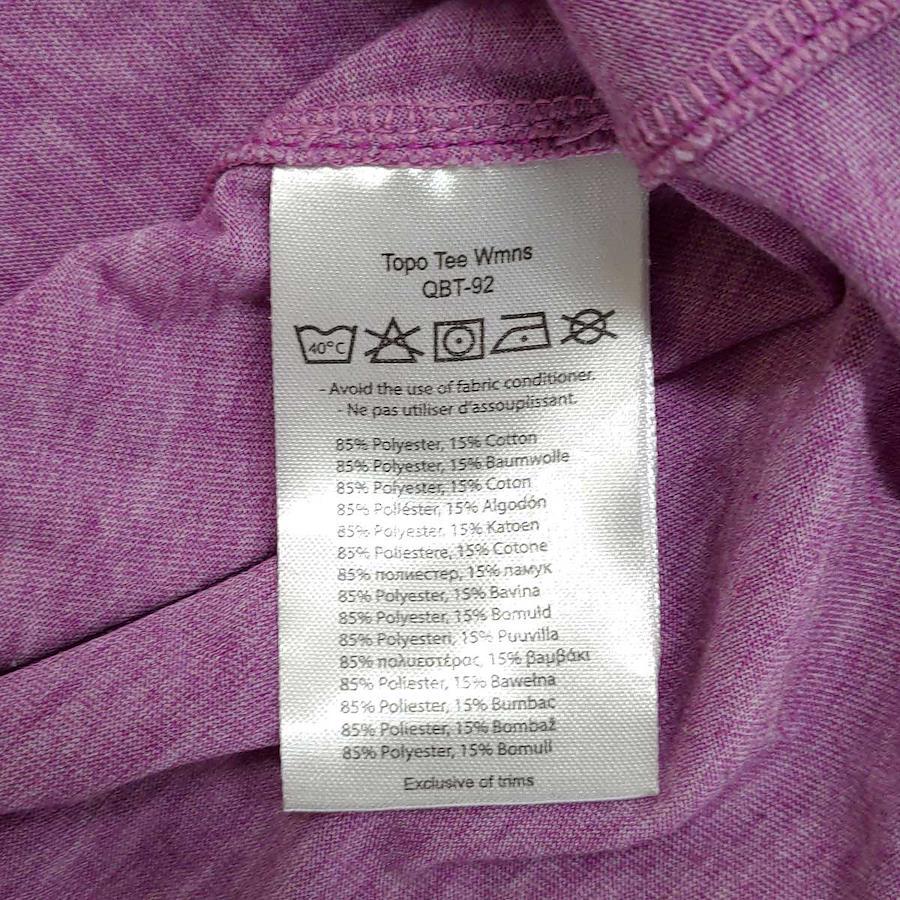 Topo Tee Wmns
QBT-92
40°C
- Avoid the use of fabric conditioner.
- Ne pas utiliser d'assouplissant.
85% Polyester, 15% Cotton
85% Polyester, 15% Baumwolle
85% Polyester, 15% Coton
85% Poliéster, 15% Algodón
85% Polyester, 15% Katoen
85% Poliestere, 15% Cotone
85% полиестер, 15% памук
85% Polyester, 15% Bavlna
85% Polyester, 15% Bomuld
85% Polyesteri, 15% Puuvilla
85% πολυεστέρας, 15% βαμβάκι
85% Poliester, 15% Bawełna
85% Poliester, 15% Bumbac
85% Poliester, 15% Bombaž
85% Polyester, 15% Bomull
Exclusive of trims